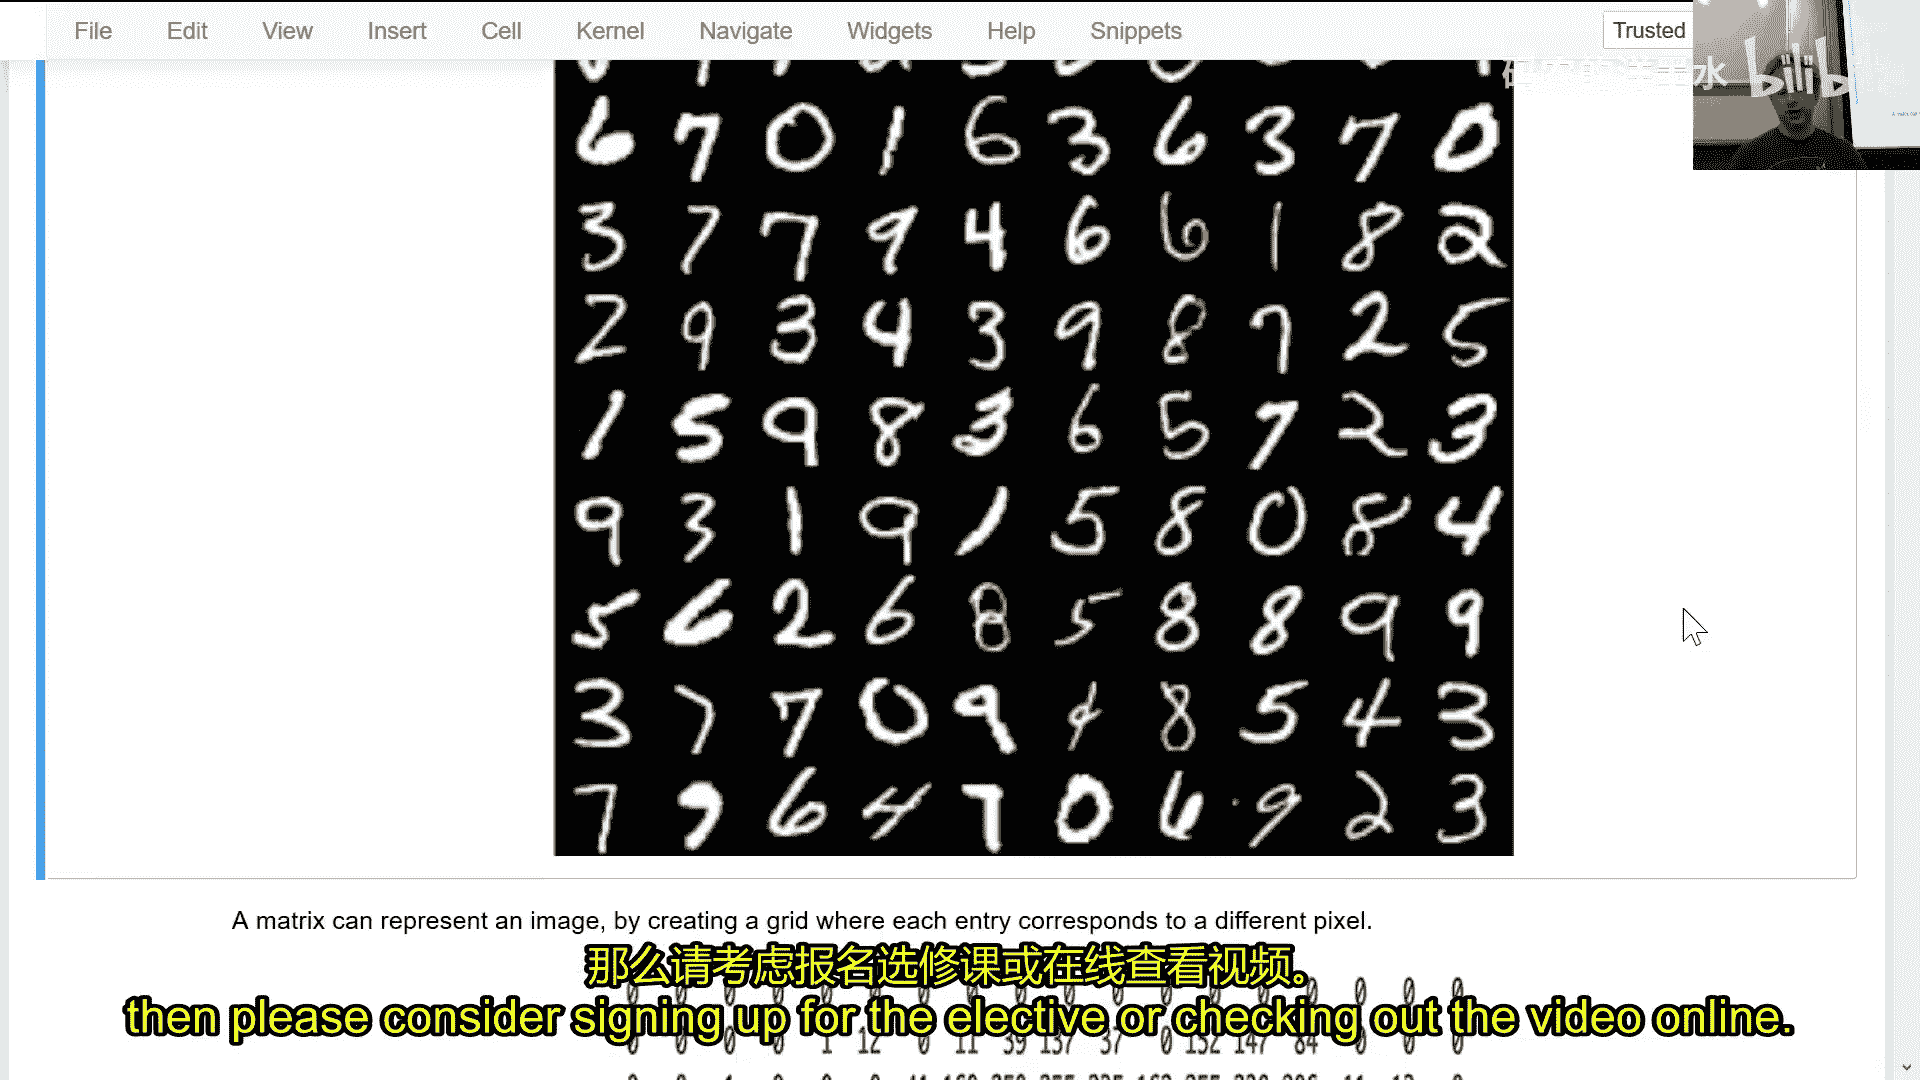 File Edit View Insert Cell Kernel Navigate Widgets Help Snippets Trusted
bilib
6 7 0 1 6 3 6 3 7 0
3 7 7 9 4 6 6 1 8 2
2 9 3 4 3 9 8 7 2 5
1 5 9 8 3 6 5 7 2 3
9 3 1 9 1 5 8 0 8 4
5 6 2 6 8 5 8 8 9 9
3 7 7 0 9 4 8 5 4 3
7 9 6 4 7 0 6 9 2 3
A matrix can represent an image, by creating a grid where each entry corresponds to a different pixel.
那么请考虑报名选修课或在线查看视频。
then please consider signing up for the elective or checking out the video online.